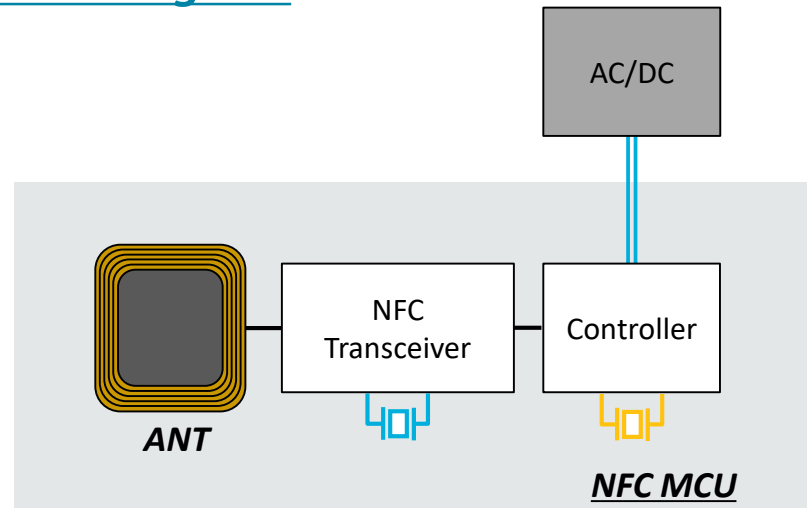 AC/DC
NFC
Transceiver
Controller
ANT
NFC MCU